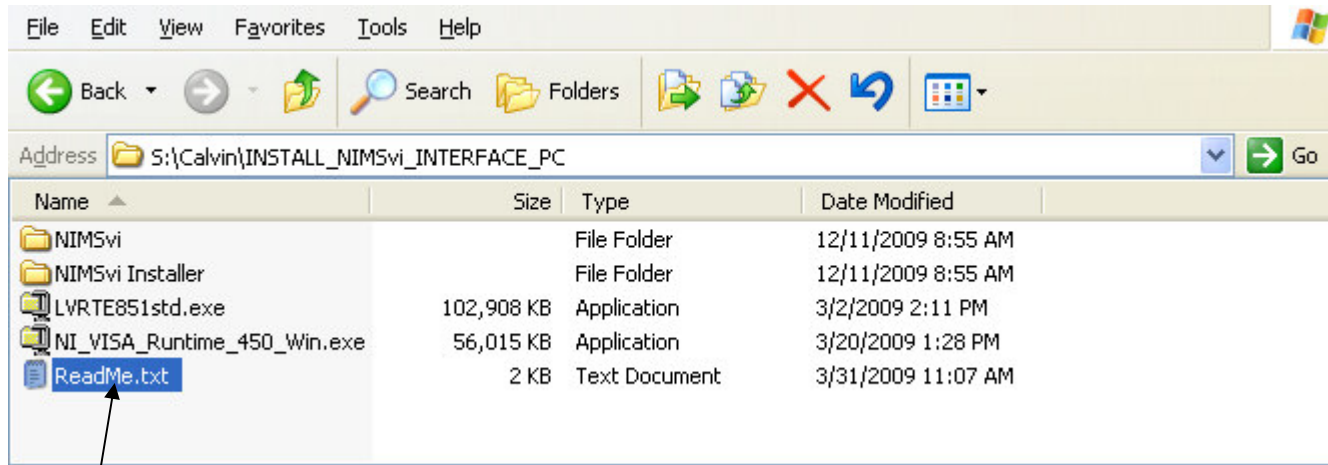 File Edit View Favorites Tools Help
Back Search Folders
Address S:\Calvin\INSTALL_NIMSvi_INTERFACE_PC Go
Name Size Type Date Modified
NIMSvi File Folder 12/11/2009 8:55 AM
NIMSvi Installer File Folder 12/11/2009 8:55 AM
LVRTE851std.exe 102,908 KB Application 3/2/2009 2:11 PM
NI_VISA_Runtime_450_Win.exe 56,015 KB Application 3/20/2009 1:28 PM
ReadMe.txt 2 KB Text Document 3/31/2009 11:07 AM